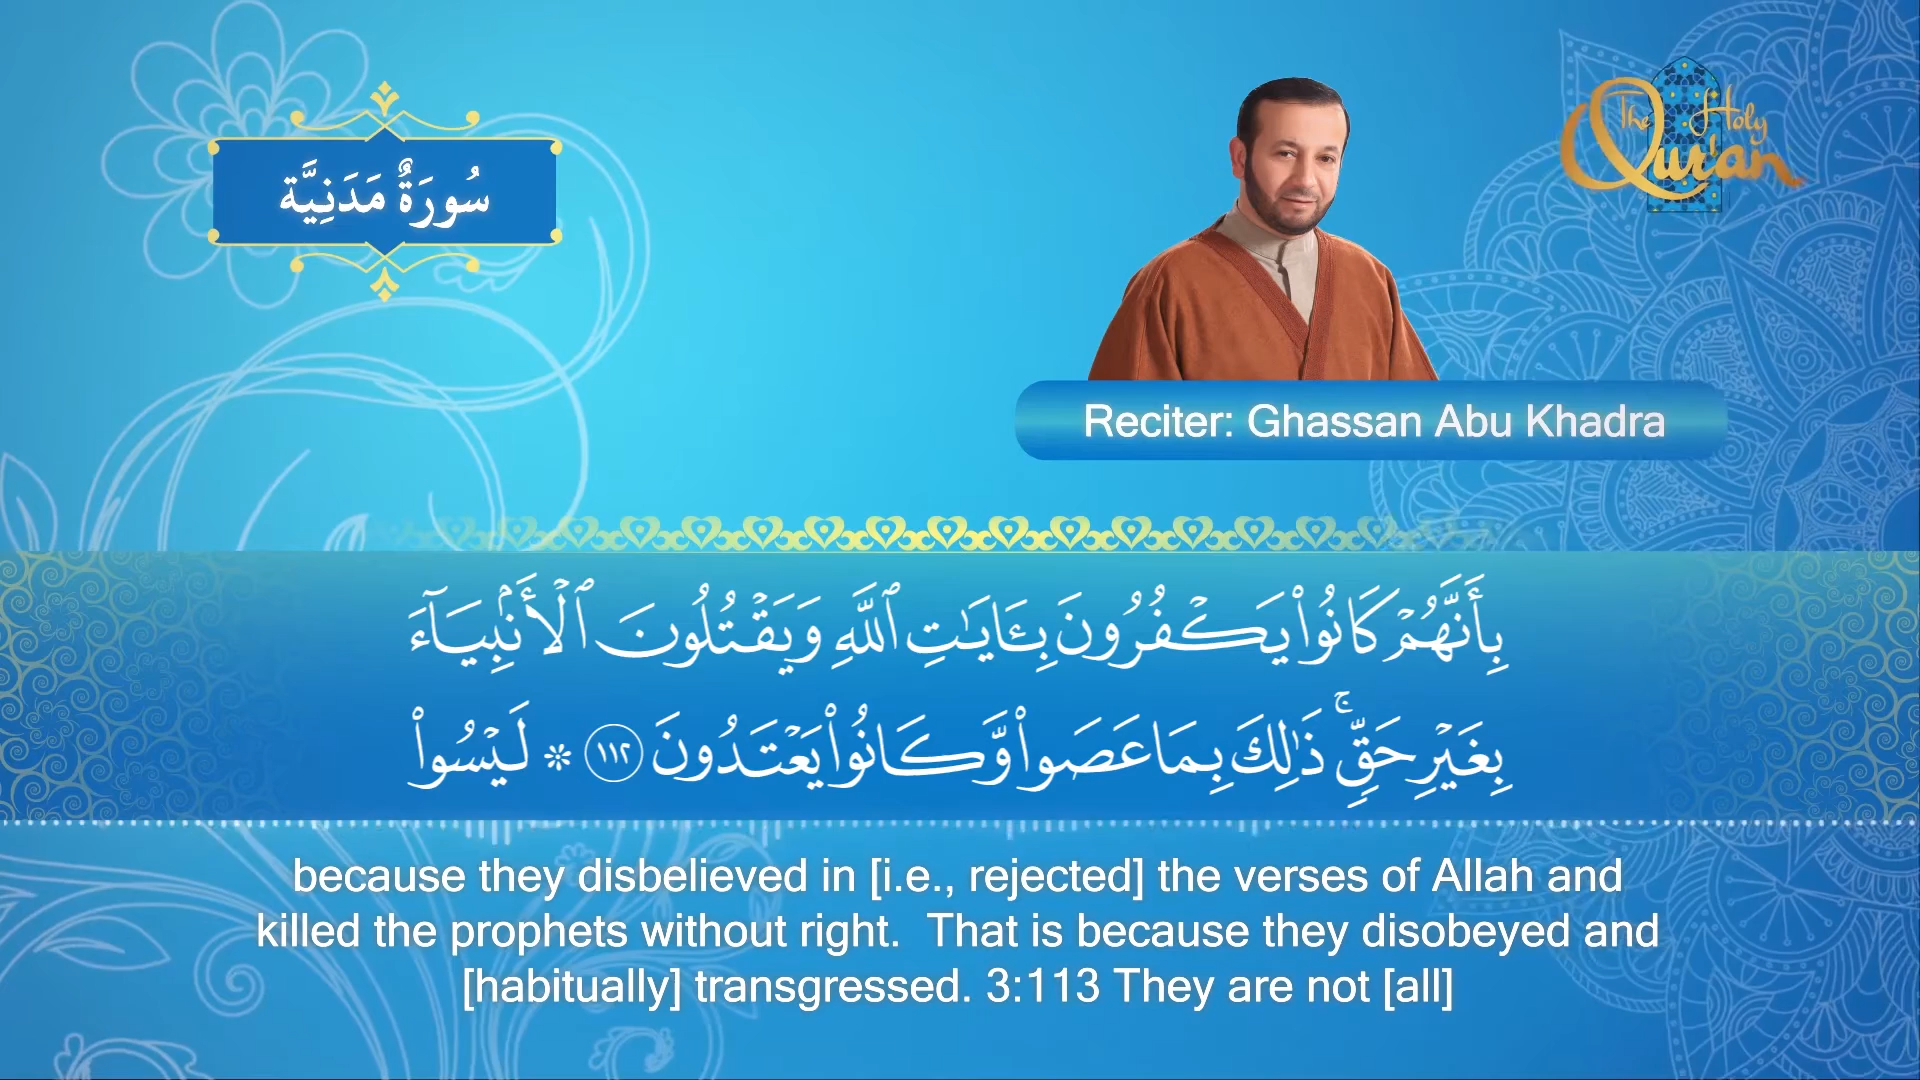 سُورَةٌ مَدَنِيَّة
The Holy Qur'an
Reciter: Ghassan Abu Khadra
بِأَنَّهُمۡ كَانُواْ يَكۡفُرُونَ بِـَٔايَٰتِ ٱللَّهِ وَيَقۡتُلُونَ ٱلۡأَنۢبِيَآءَ
بِغَيۡرِ حَقّٖۚ ذَٰلِكَ بِمَا عَصَواْ وَّكَانُواْ يَعۡتَدُونَ ١١٢ ۞ لَيۡسُواْ
because they disbelieved in [i.e., rejected] the verses of Allah and
killed the prophets without right.  That is because they disobeyed and
[habitually] transgressed. 3:113 They are not [all]